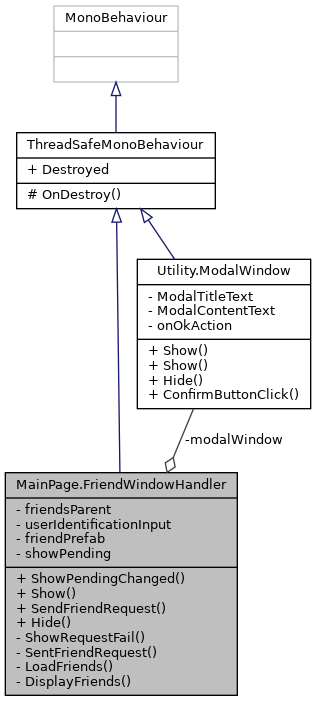 MonoBehaviour
ThreadSafeMonoBehaviour
+ Destroyed
# OnDestroy()
Utility.ModalWindow
- ModalTitleText
- ModalContentText
- onOkAction
+ Show()
+ Show()
+ Hide()
+ ConfirmButtonClick()
-modalWindow
MainPage.FriendWindowHandler
- friendsParent
- userIdentificationInput
- friendPrefab
- showPending
+ ShowPendingChanged()
+ Show()
+ SendFriendRequest()
+ Hide()
- ShowRequestFail()
- SentFriendRequest()
- LoadFriends()
- DisplayFriends()